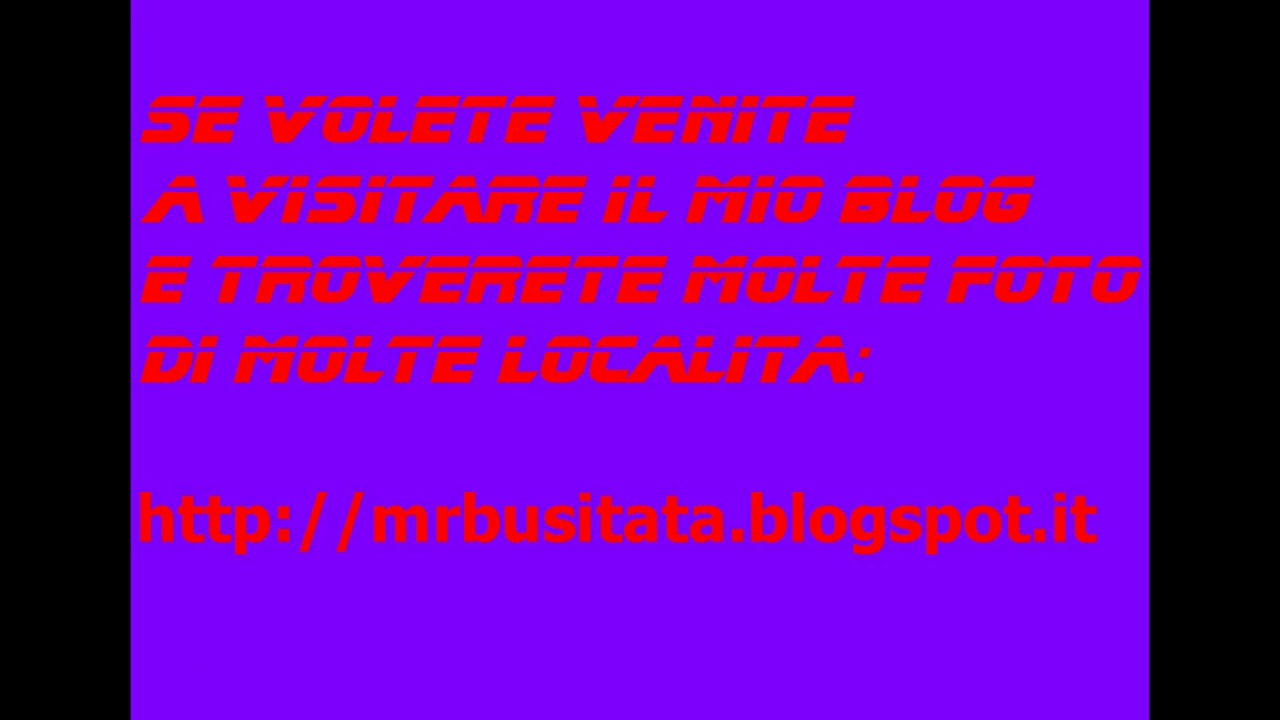 SE VOLETE VENITE
A VISITARE IL MIO BLOG
E TROVERETE MOLTE FOTO
DI MOLTE LOCALITA:
http://mrbusitata.blogspot.it